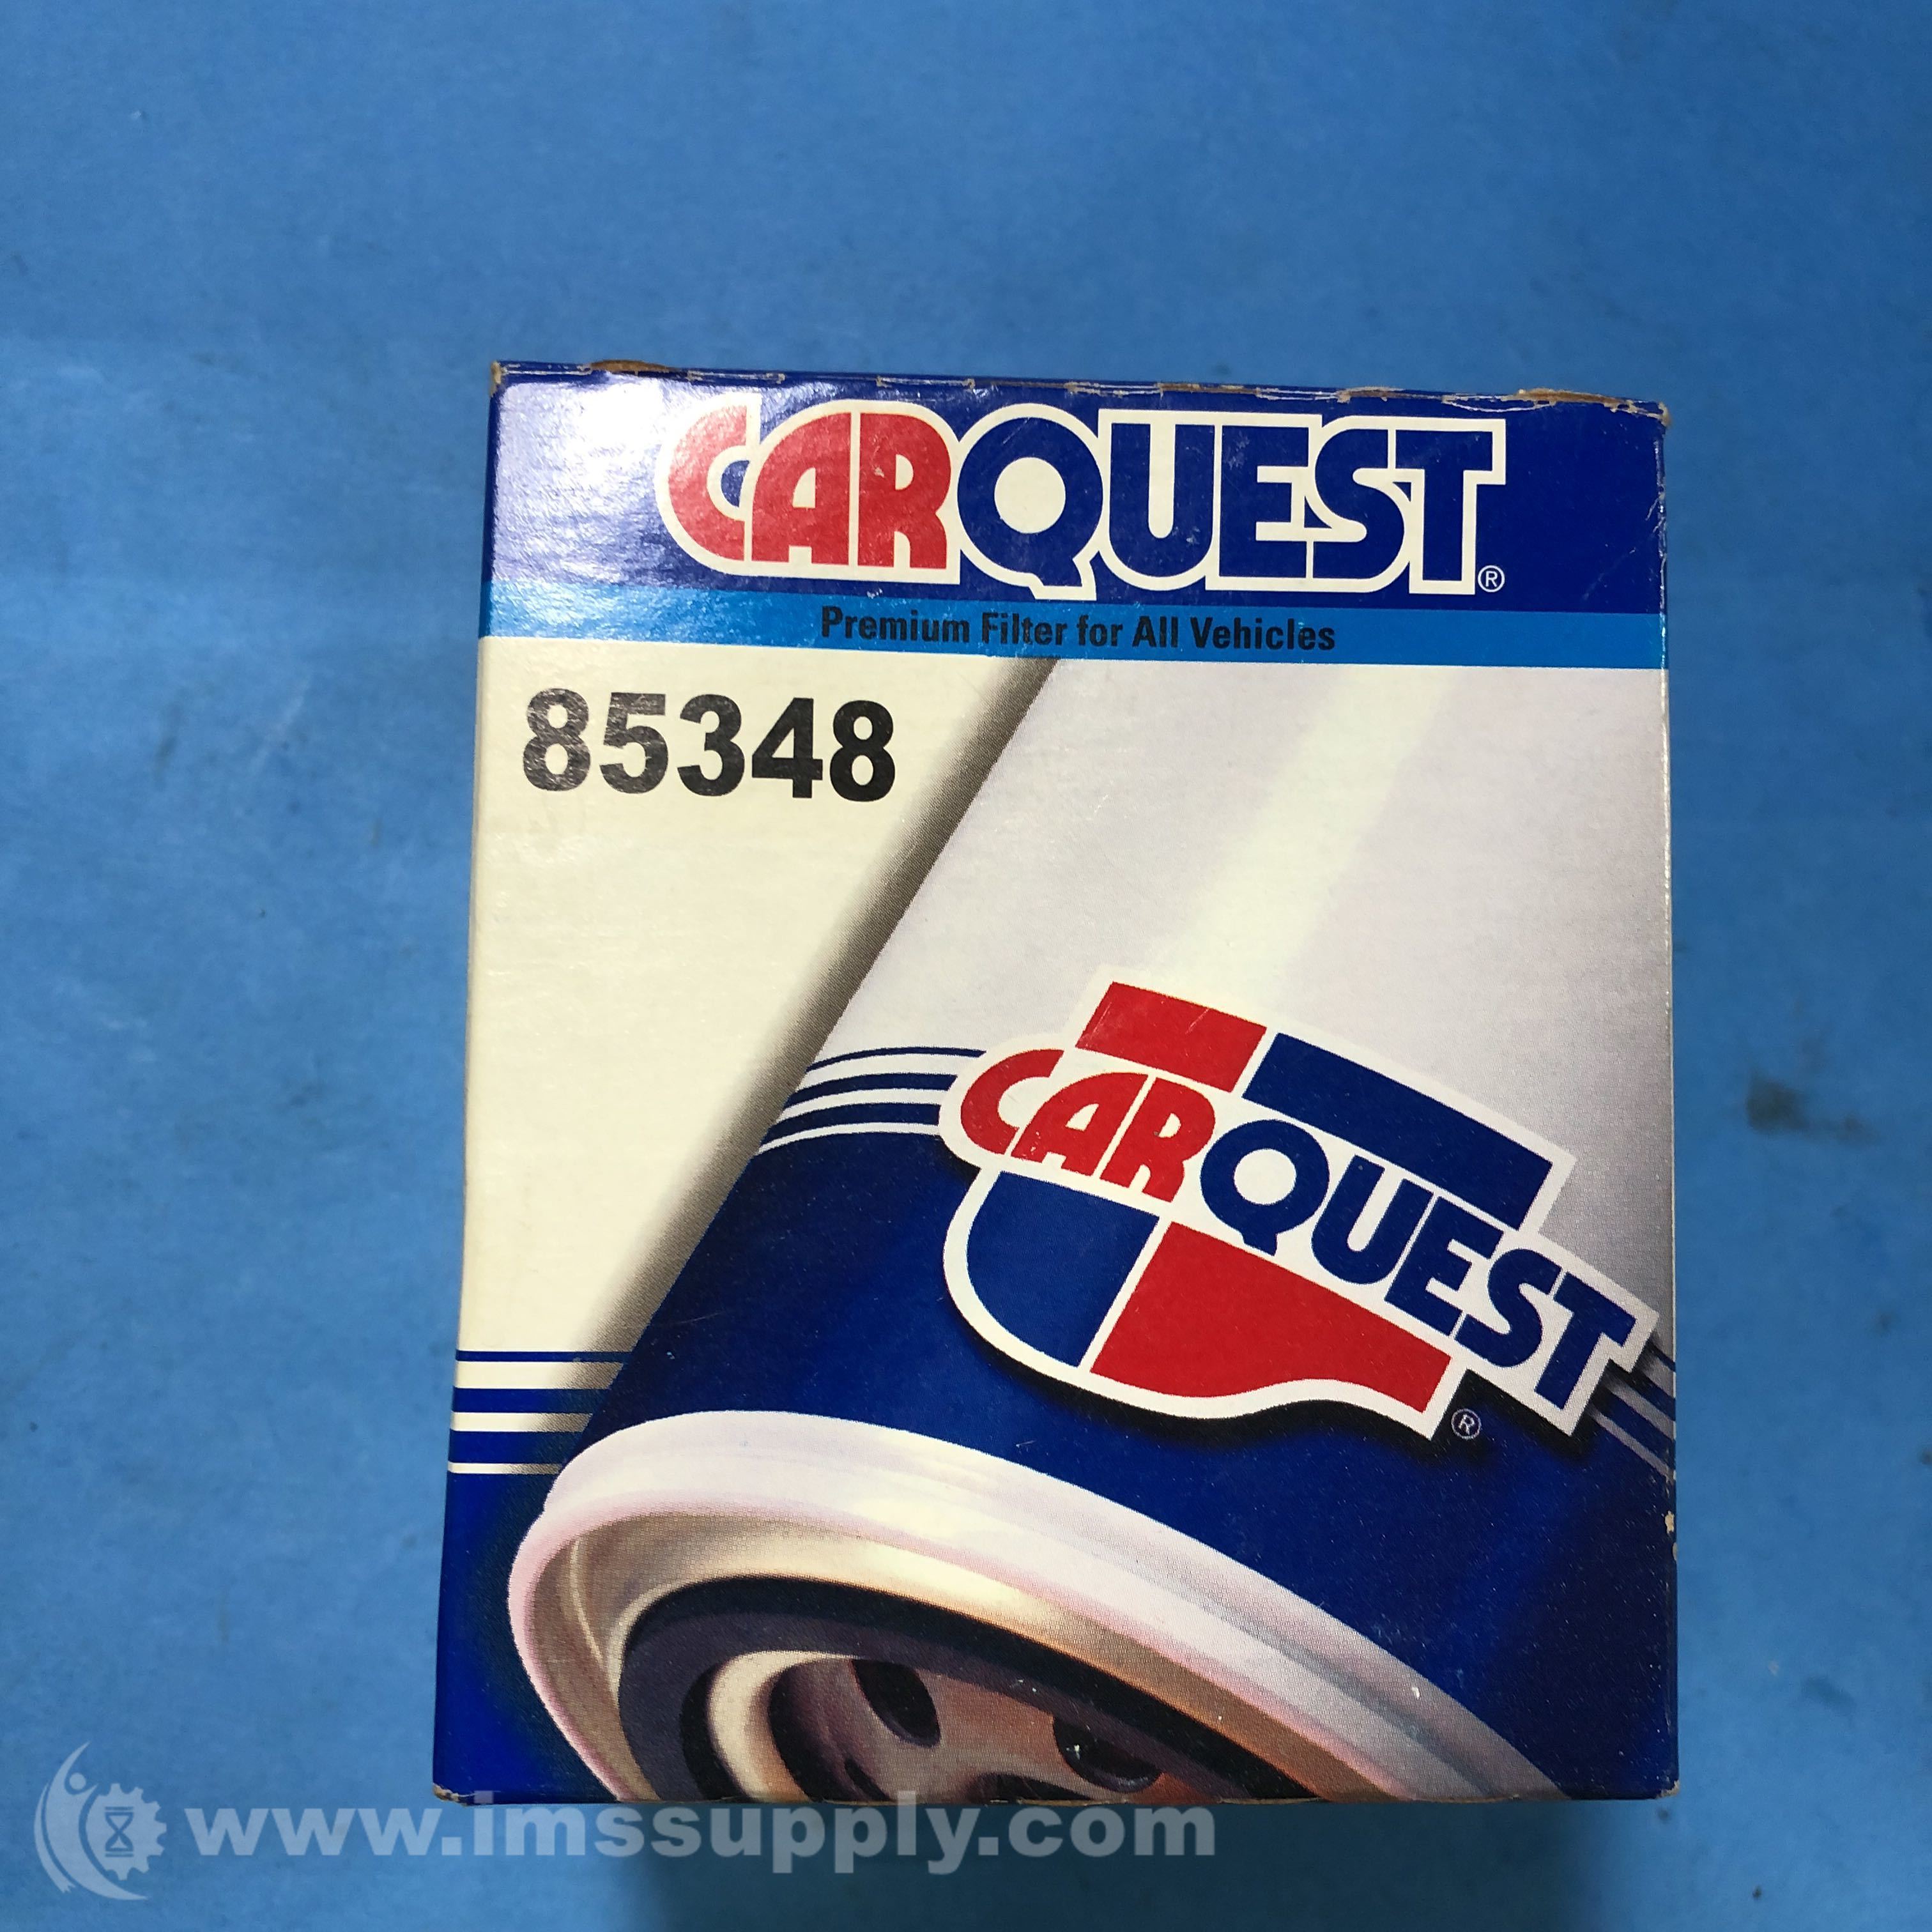 CARQUEST®
Premium Filter for All Vehicles
85348
CARQUEST®
www.imssupply.com